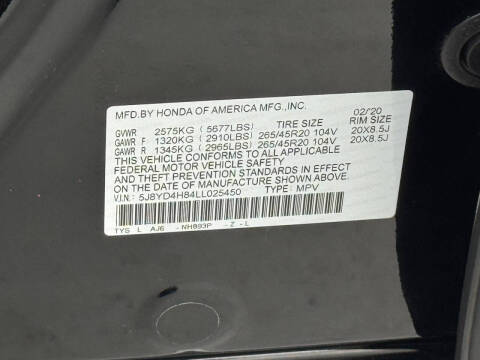 MFD.BY HONDA OF AMERICA MFG.,INC. 02/20
GVWR 2575KG ( 5677LBS) TIRE SIZE RIM SIZE
GAWR F 1320KG ( 2910LBS) 265/45R20 104V 20X8.5J
GAWR R 1345KG ( 2965LBS) 265/45R20 104V 20X8.5J
THIS VEHICLE CONFORMS TO ALL APPLICABLE
FEDERAL MOTOR VEHICLE SAFETY
AND THEFT PREVENTION STANDARDS IN EFFECT
ON THE DATE OF MANUFACTURE SHOWN ABOVE.
V.I.N.: 5J8YD4H84LL025450 TYPE: MPV
TYS L AJ6 -NH893P -Z-L